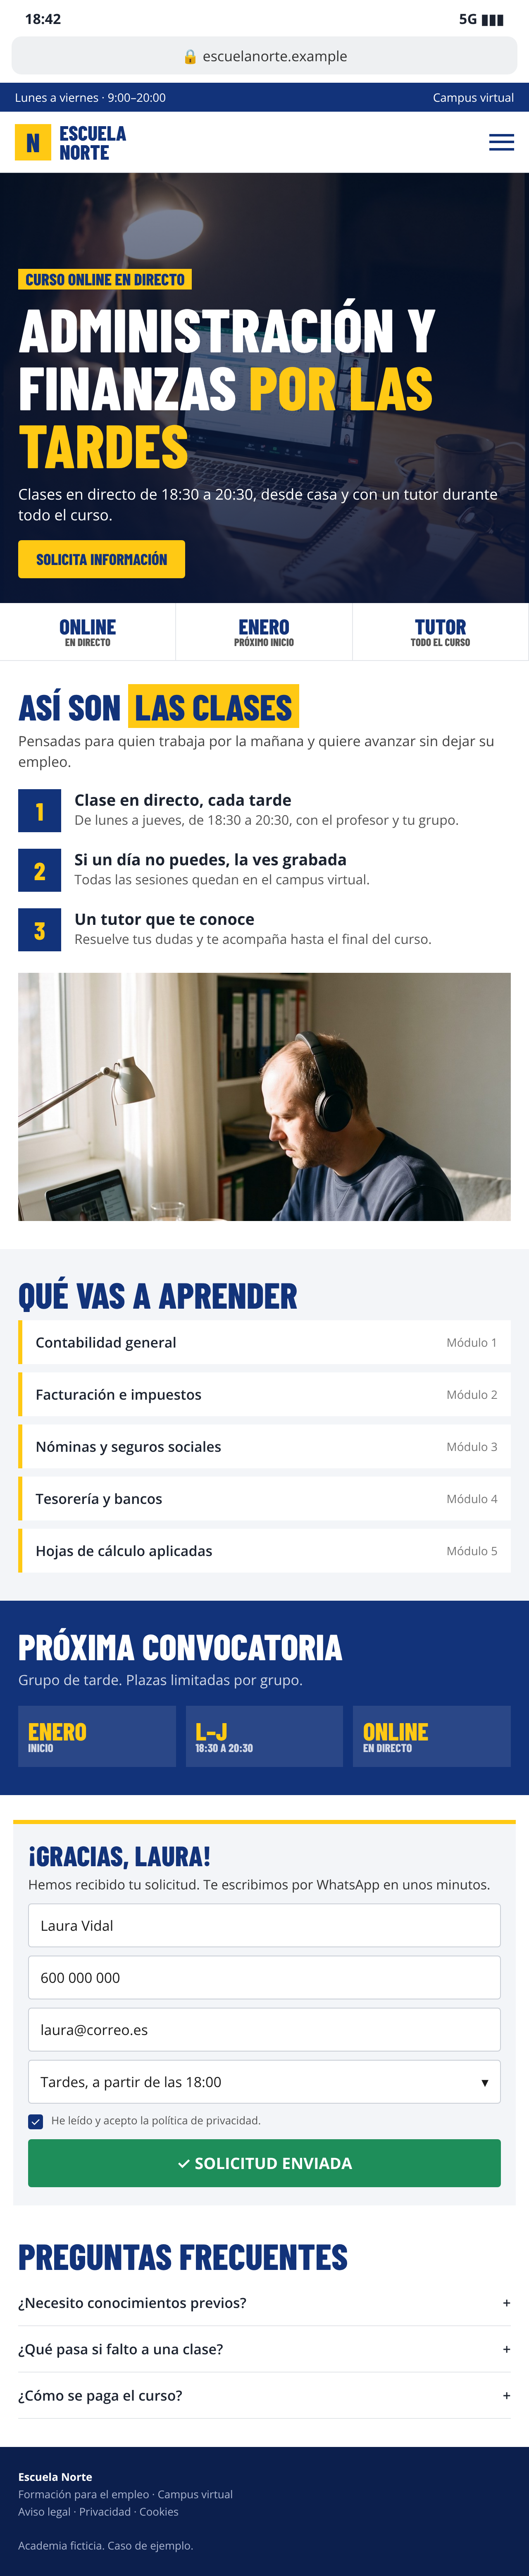 18:42
5G
escuelanorte.example
Lunes a viernes · 9:00–20:00
Campus virtual
N
ESCUELA
NORTE
CURSO ONLINE EN DIRECTO
ADMINISTRACIÓN Y
FINANZAS POR LAS
TARDES
Clases en directo de 18:30 a 20:30, desde casa y con un tutor durante
todo el curso.
SOLICITA INFORMACIÓN
ONLINE
EN DIRECTO
ENERO
PRÓXIMO INICIO
TUTOR
TODO EL CURSO
ASÍ SON LAS CLASES
Pensadas para quien trabaja por la mañana y quiere avanzar sin dejar su
empleo.
1
Clase en directo, cada tarde
De lunes a jueves, de 18:30 a 20:30, con el profesor y tu grupo.
2
Si un día no puedes, la ves grabada
Todas las sesiones quedan en el campus virtual.
3
Un tutor que te conoce
Resuelve tus dudas y te acompaña hasta el final del curso.
QUÉ VAS A APRENDER
Contabilidad general
Módulo 1
Facturación e impuestos
Módulo 2
Nóminas y seguros sociales
Módulo 3
Tesorería y bancos
Módulo 4
Hojas de cálculo aplicadas
Módulo 5
PRÓXIMA CONVOCATORIA
Grupo de tarde. Plazas limitadas por grupo.
ENERO
INICIO
L–J
18:30 A 20:30
ONLINE
EN DIRECTO
¡GRACIAS, LAURA!
Hemos recibido tu solicitud. Te escribimos por WhatsApp en unos minutos.
Laura Vidal
600 000 000
laura@correo.es
Tardes, a partir de las 18:00
He leído y acepto la política de privacidad.
✓ SOLICITUD ENVIADA
PREGUNTAS FRECUENTES
¿Necesito conocimientos previos?
+
¿Qué pasa si falto a una clase?
+
¿Cómo se paga el curso?
+
Escuela Norte
Formación para el empleo · Campus virtual
Aviso legal · Privacidad · Cookies
Academia ficticia. Caso de ejemplo.